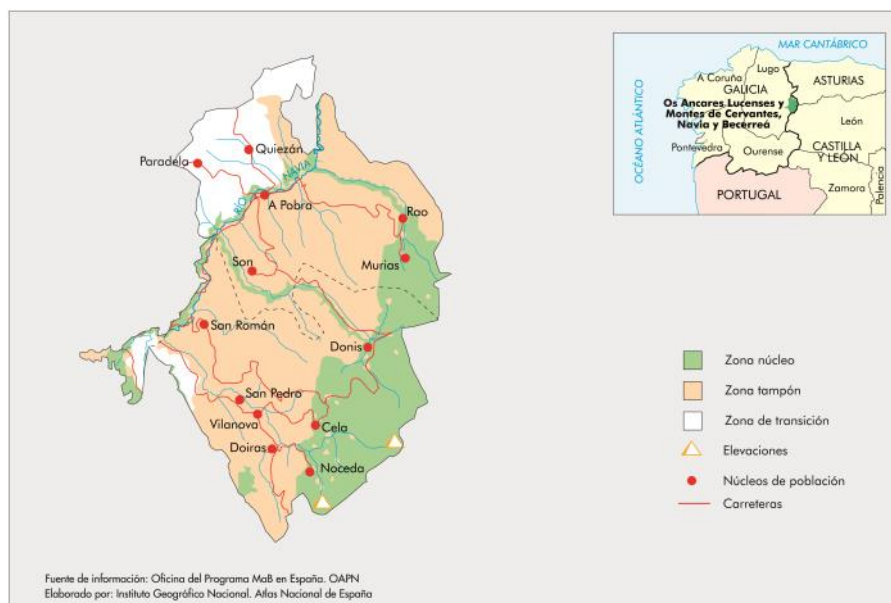 Quiezán
Paradela
RÍO NAVIA
A Pobra
Rao
Son
Murias
San Román
Donis
San Pedro
Vilanova
Cela
Doiras
Noceda
MAR CANTÁBRICO
OCÉANO ATLÁNTICO
A Coruña
Lugo
ASTURIAS
GALICIA
Os Ancares Lucenses y
Montes de Cervantes,
Navia y Becerreá
León
Pontevedra
Ourense
CASTILLA
Y LEÓN
Zamora
Palencia
PORTUGAL
Zona núcleo
Zona tampón
Zona de transición
Elevaciones
Núcleos de población
Carreteras
Fuente de información: Oficina del Programa MaB en España. OAPN
Elaborado por: Instituto Geográfico Nacional. Atlas Nacional de España